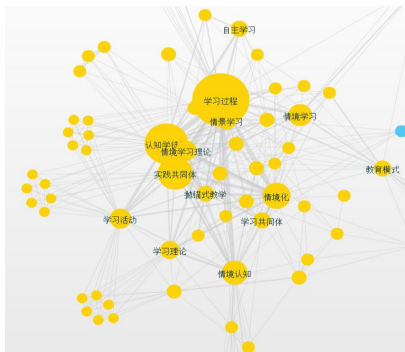 自主学习
学习过程
情境学习
情景学习
认知学徒
情境学习理论
教育模式
实践共同体
抛锚式教学
情境化
学习活动
学习共同体
学习理论
情境认知